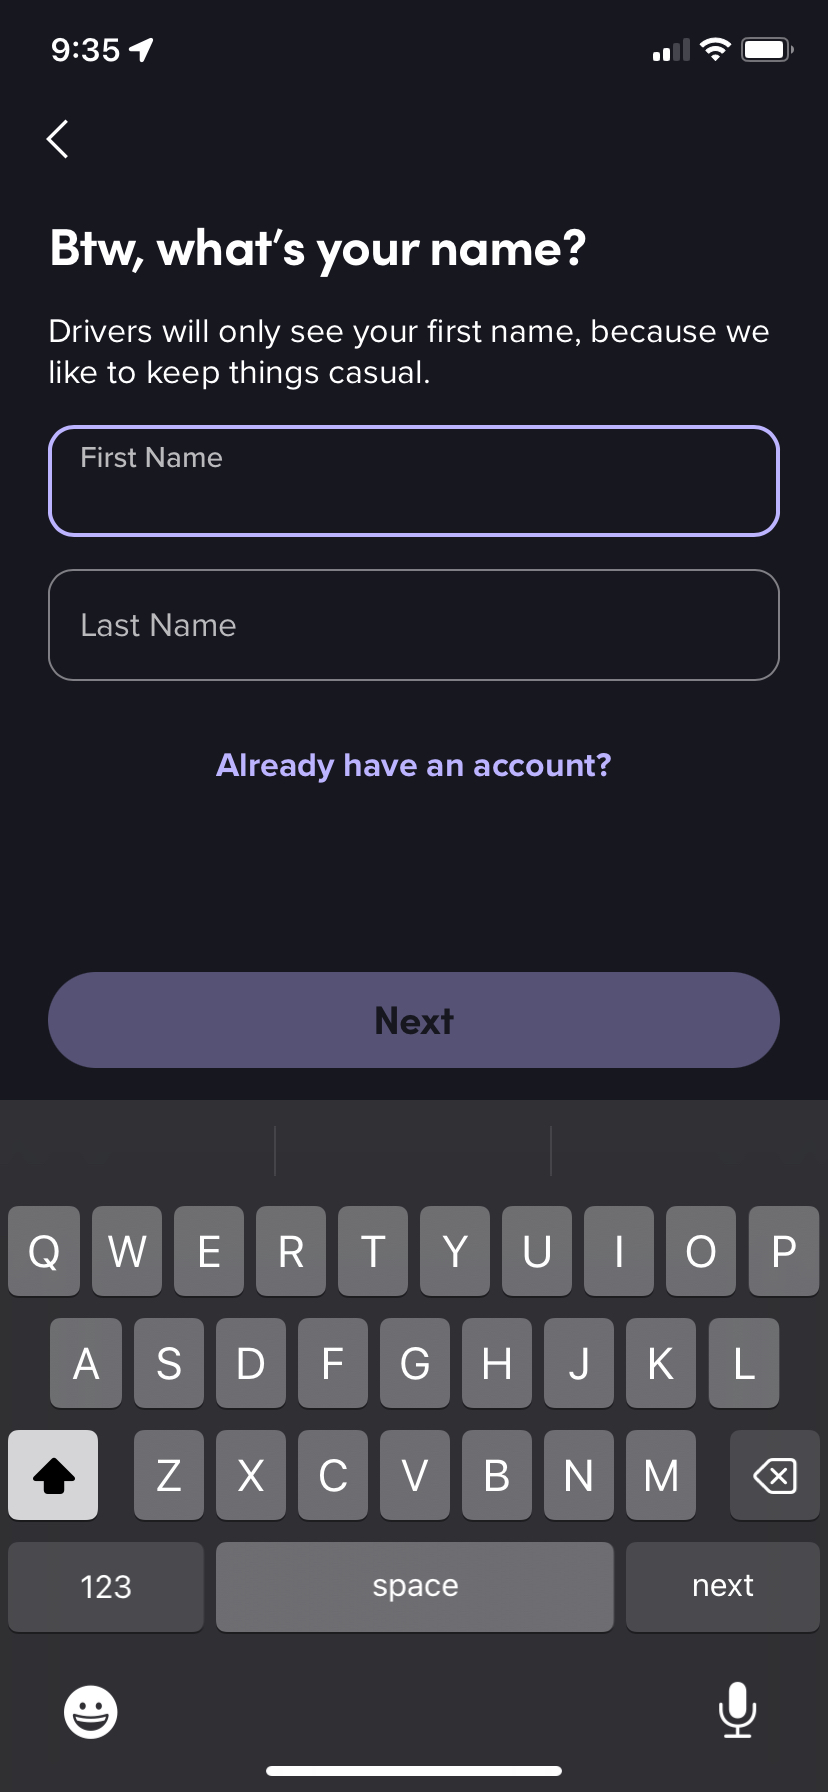 9:35
Btw, what's your name?
Drivers will only see your first name, because we
like to keep things casual.
First Name
Last Name
Already have an account?
Next
Q W E R T Y U I O P
A S D F G H J K L
Z X C V B N M
123 space next